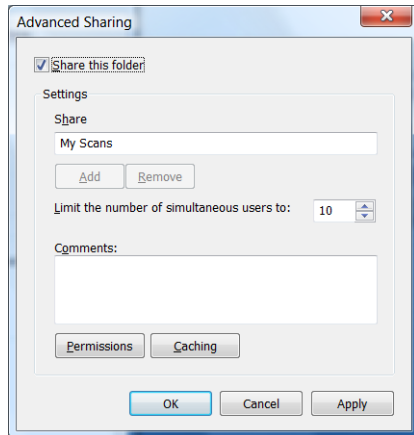 Advanced Sharing
Share this folder
Settings
Share
My Scans
Add Remove
Limit the number of simultaneous users to: 10
Comments:
Permissions Caching
OK Cancel Apply